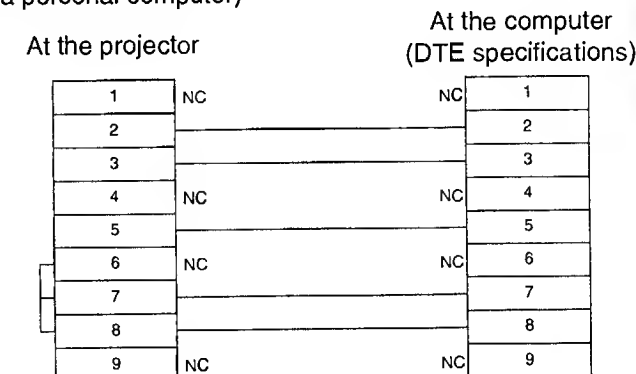 a personal computer)
At the projector
At the computer
(DTE specifications)
1 NC NC 1
2 2
3 3
4 NC NC 4
5 5
6 NC NC 6
7 7
8 8
9 NC NC 9